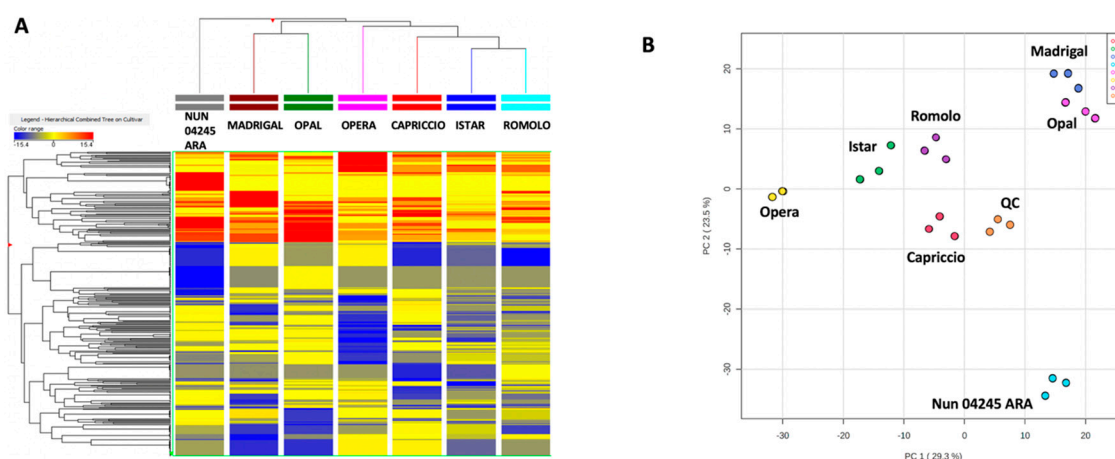 A
Legend - Hierarchical Combined Tree on Cultivar
Color range
-15.4 0 15.4
NUN
04245
ARA
MADRIGAL
OPAL
OPERA
CAPRICCIO
ISTAR
ROMOLO
B
Madrigal
Opal
Romolo
Istar
Opera
QC
Capriccio
Nun 04245 ARA
PC 2 ( 23.5 %)
20
10
0
-10
-20
-30
-30 -20 -10 0 10 20
PC 1 ( 29.3 %)